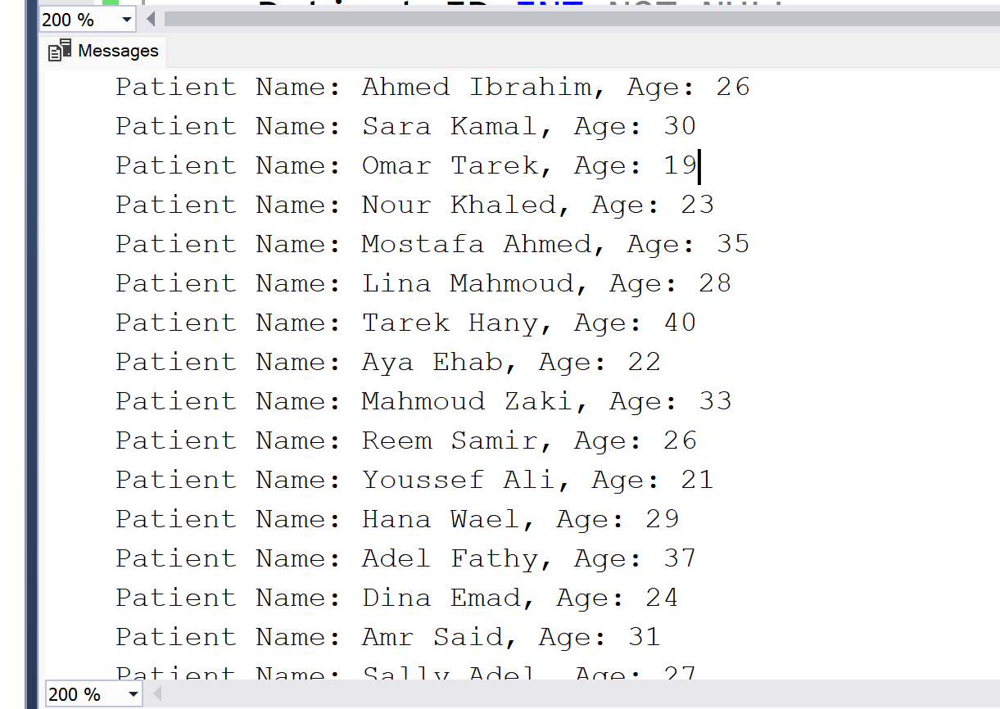 Patient ID INT NOT NULL
200 %
Messages
Patient Name: Ahmed Ibrahim, Age: 26
Patient Name: Sara Kamal, Age: 30
Patient Name: Omar Tarek, Age: 19
Patient Name: Nour Khaled, Age: 23
Patient Name: Mostafa Ahmed, Age: 35
Patient Name: Lina Mahmoud, Age: 28
Patient Name: Tarek Hany, Age: 40
Patient Name: Aya Ehab, Age: 22
Patient Name: Mahmoud Zaki, Age: 33
Patient Name: Reem Samir, Age: 26
Patient Name: Youssef Ali, Age: 21
Patient Name: Hana Wael, Age: 29
Patient Name: Adel Fathy, Age: 37
Patient Name: Dina Emad, Age: 24
Patient Name: Amr Said, Age: 31
Patient Name: Sally Adel, Age: 27
200 %